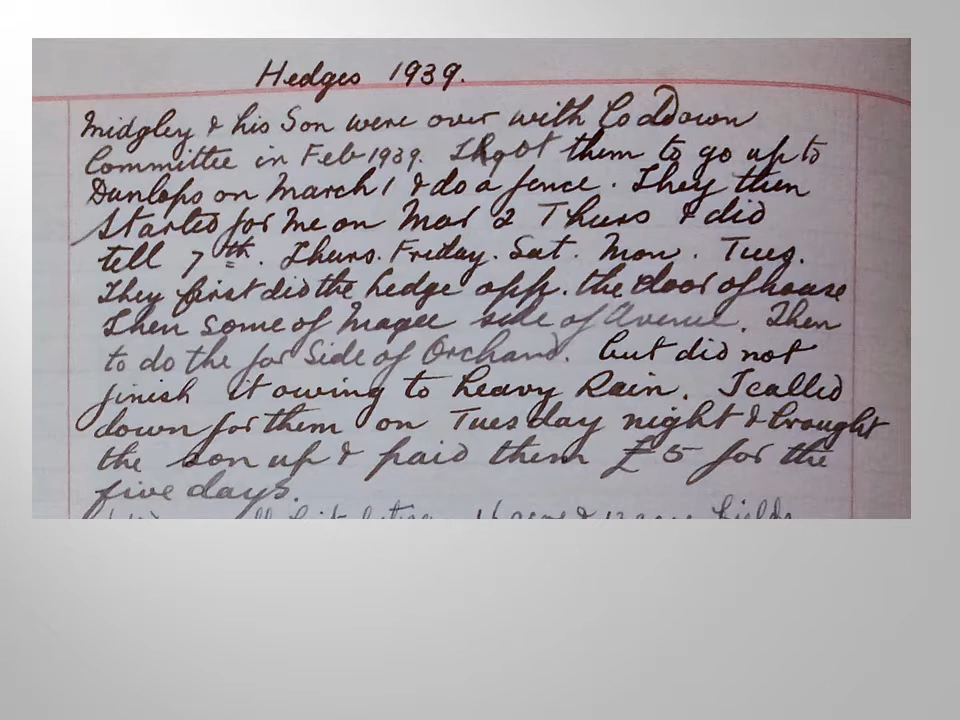 Hedges 1939.
Midgley & his Son were over with Co Down
Committee in Feb 1939. I got them to go up to
Dunlops on March 1 & do a fence. They then
Started for me on Mar 2 Thurs & did
till 7th. Thurs. Friday. Sat. Mon. Tues.
They first did the hedge opp. the door of house
Then some of Magee side of Avenue. Then
to do the far Side of Orchard. but did not
finish it owing to heavy Rain. I called
down for them on Tuesday night & brought
the son up & paid them £5 for the
five days.